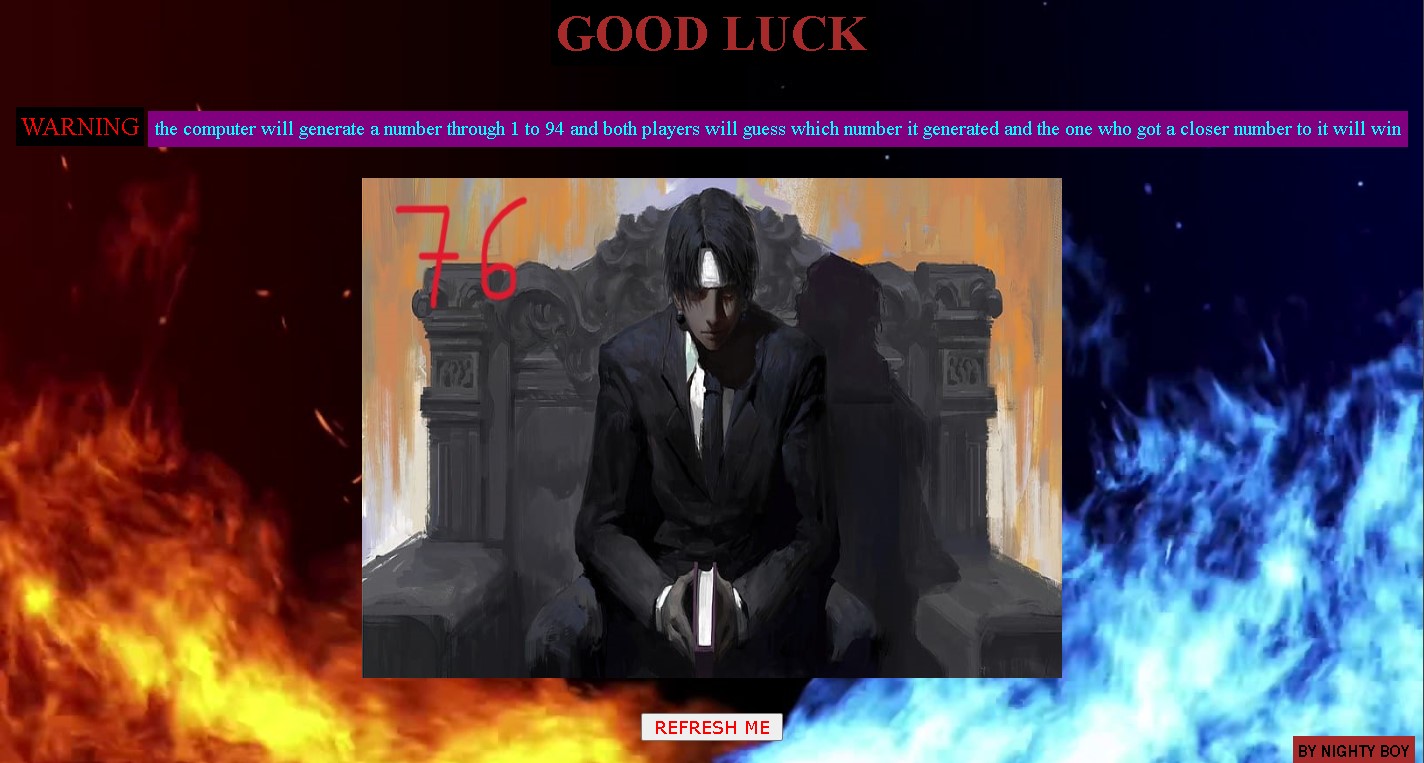 GOOD LUCK
WARNING the computer will generate a number through 1 to 94 and both players will guess which number it generated and the one who got a closer number to it will win
76
REFRESH ME
BY NIGHTY BOY